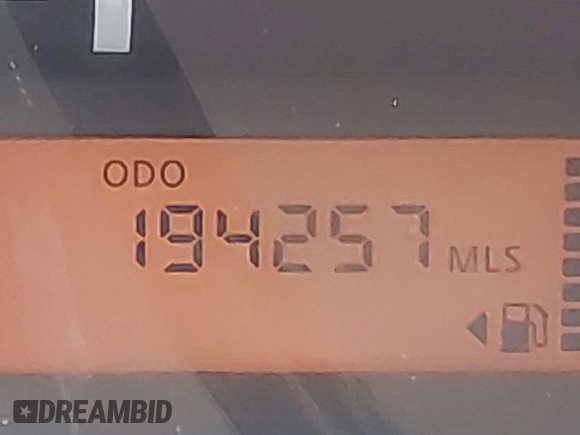 ODO
194257 MLS
DREAMBID